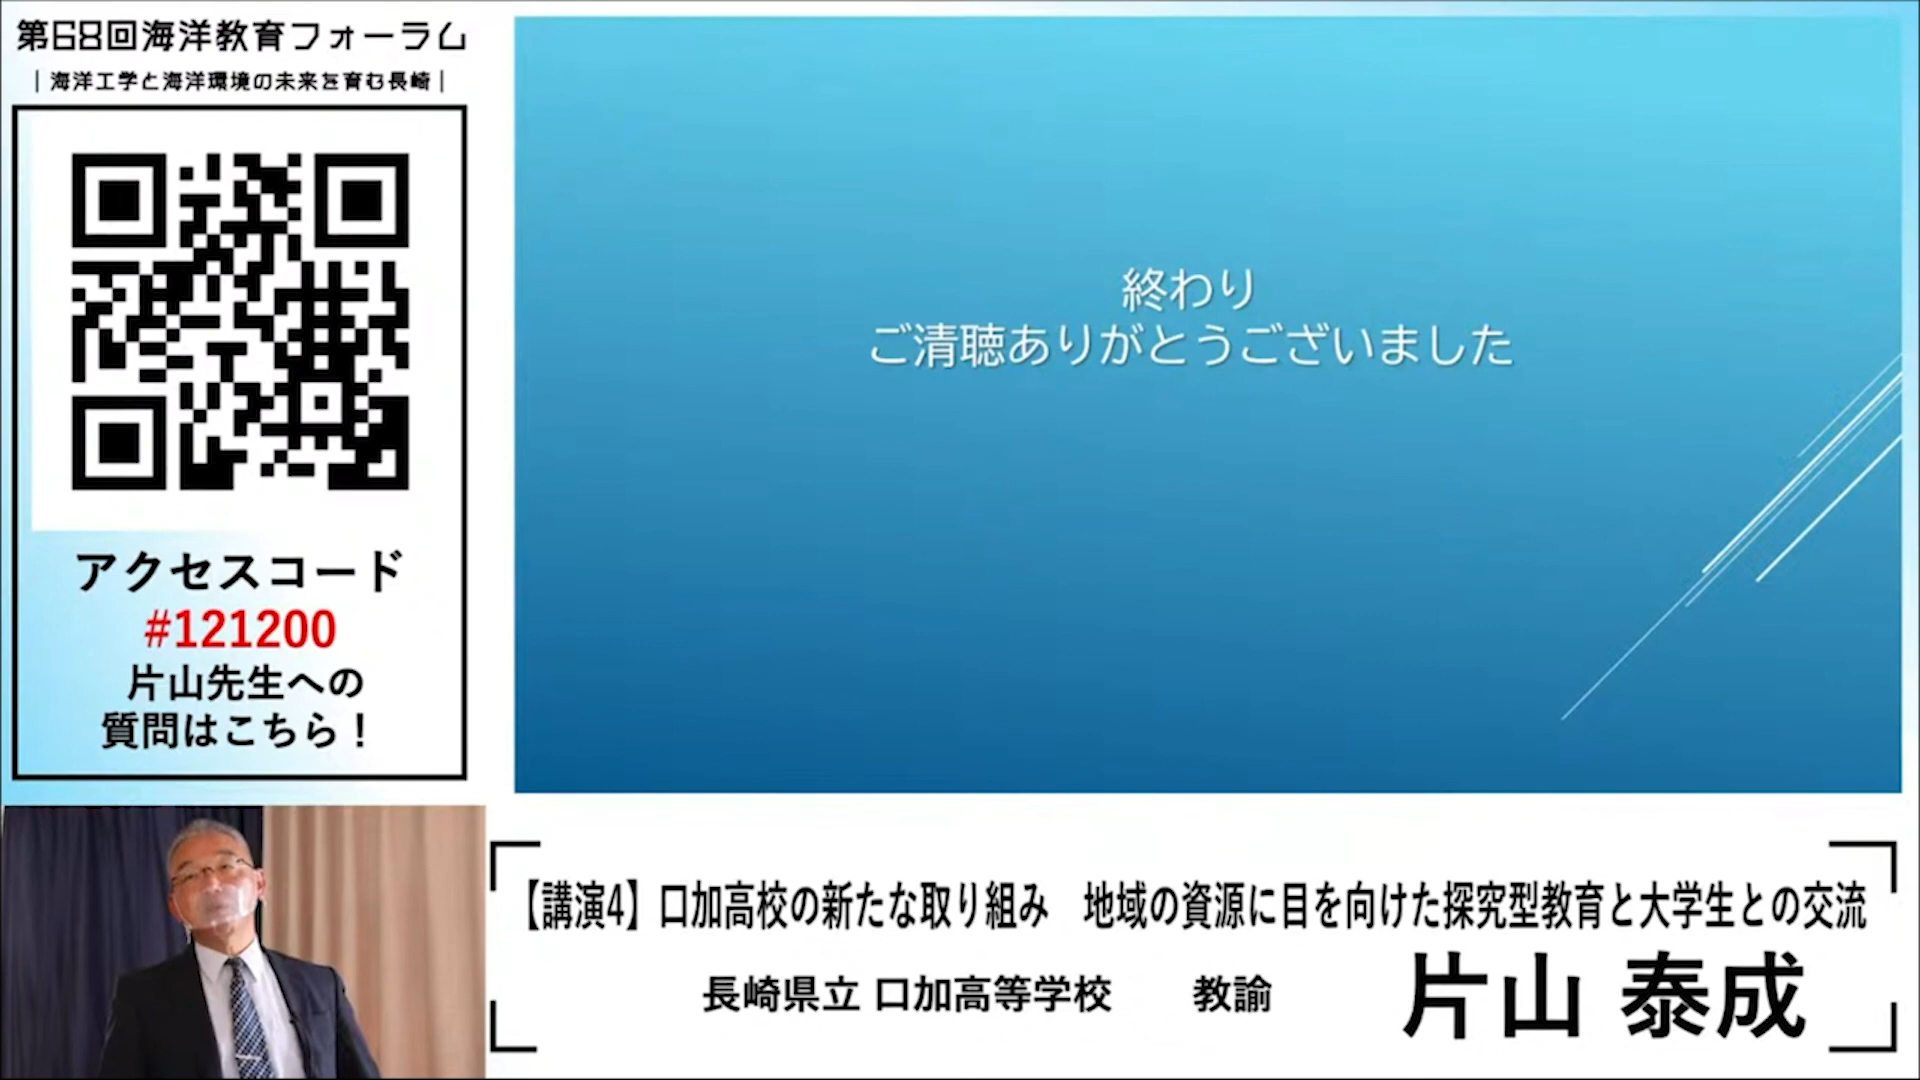 第68回海洋教育フォーラム
｜海洋工学と海洋環境の未来を育む長崎｜
アクセスコード
#121200
片山先生への
質問はこちら！
終わり
ご清聴ありがとうございました
【講演4】口加高校の新たな取り組み　地域の資源に目を向けた探究型教育と大学生との交流
長崎県立 口加高等学校　　教諭　　片山 泰成